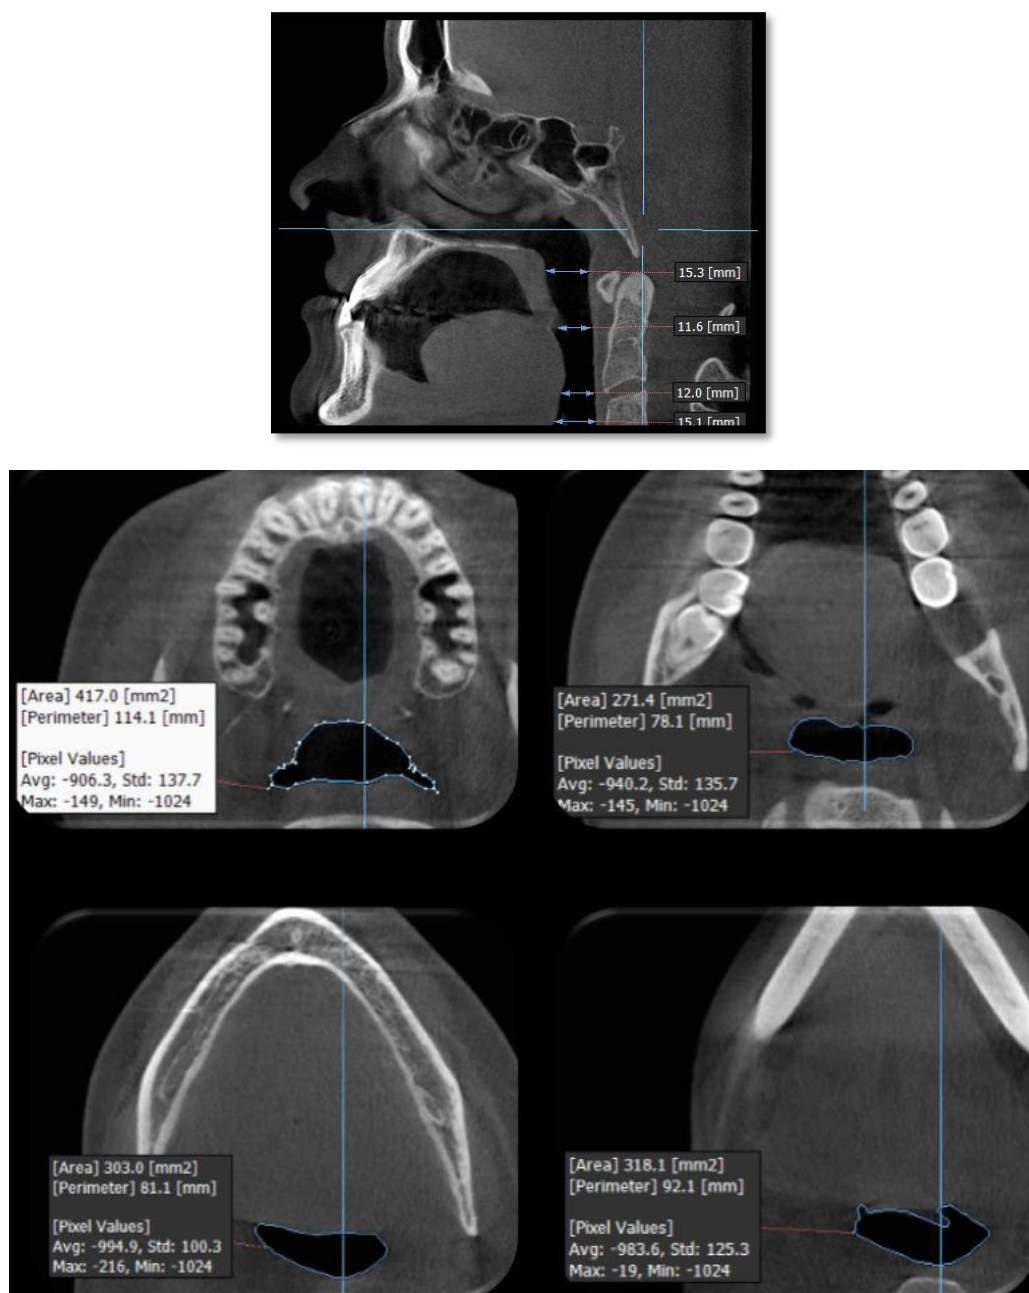 15.3 [mm]
11.6 [mm]
12.0 [mm]
15.1 [mm]
[Area] 417.0 [mm2]
[Perimeter] 114.1 [mm]
[Pixel Values]
Avg: -906.3, Std: 137.7
Max: -149, Min: -1024
[Area] 271.4 [mm2]
[Perimeter] 78.1 [mm]
[Pixel Values]
Avg: -940.2, Std: 135.7
Max: -145, Min: -1024
[Area] 303.0 [mm2]
[Perimeter] 81.1 [mm]
[Pixel Values]
Avg: -994.9, Std: 100.3
Max: -216, Min: -1024
[Area] 318.1 [mm2]
[Perimeter] 92.1 [mm]
[Pixel Values]
Avg: -983.6, Std: 125.3
Max: -19, Min: -1024